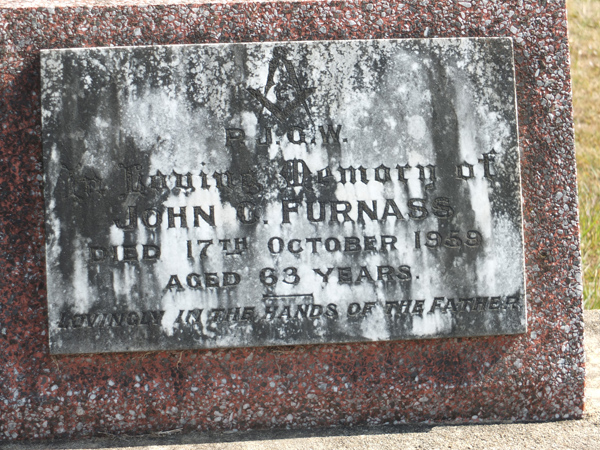 P.J.G.W.
In Loving Memory of
JOHN C. FURNASS
DIED 17TH OCTOBER 1959
AGED 63 YEARS.
LOVINGLY IN THE HANDS OF THE FATHER